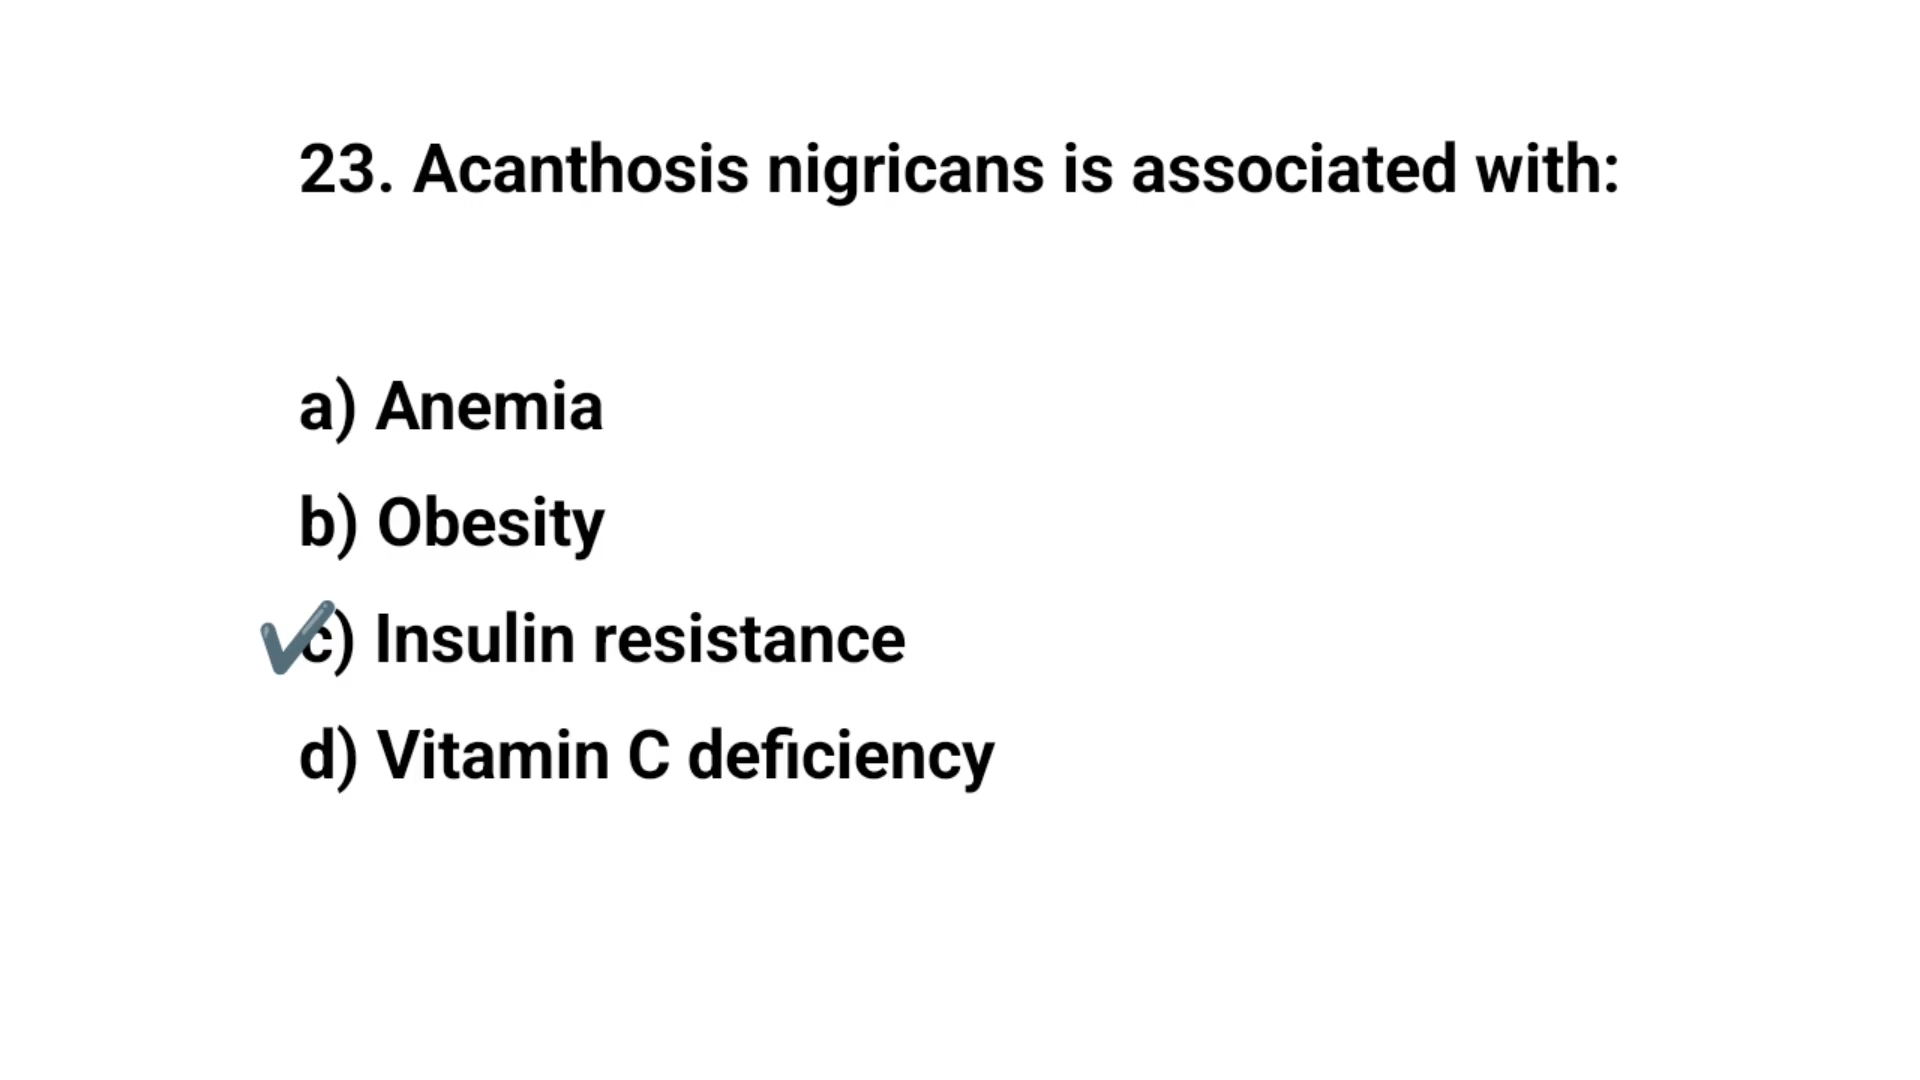 23. Acanthosis nigricans is associated with:
a) Anemia
b) Obesity
c) Insulin resistance
d) Vitamin C deficiency